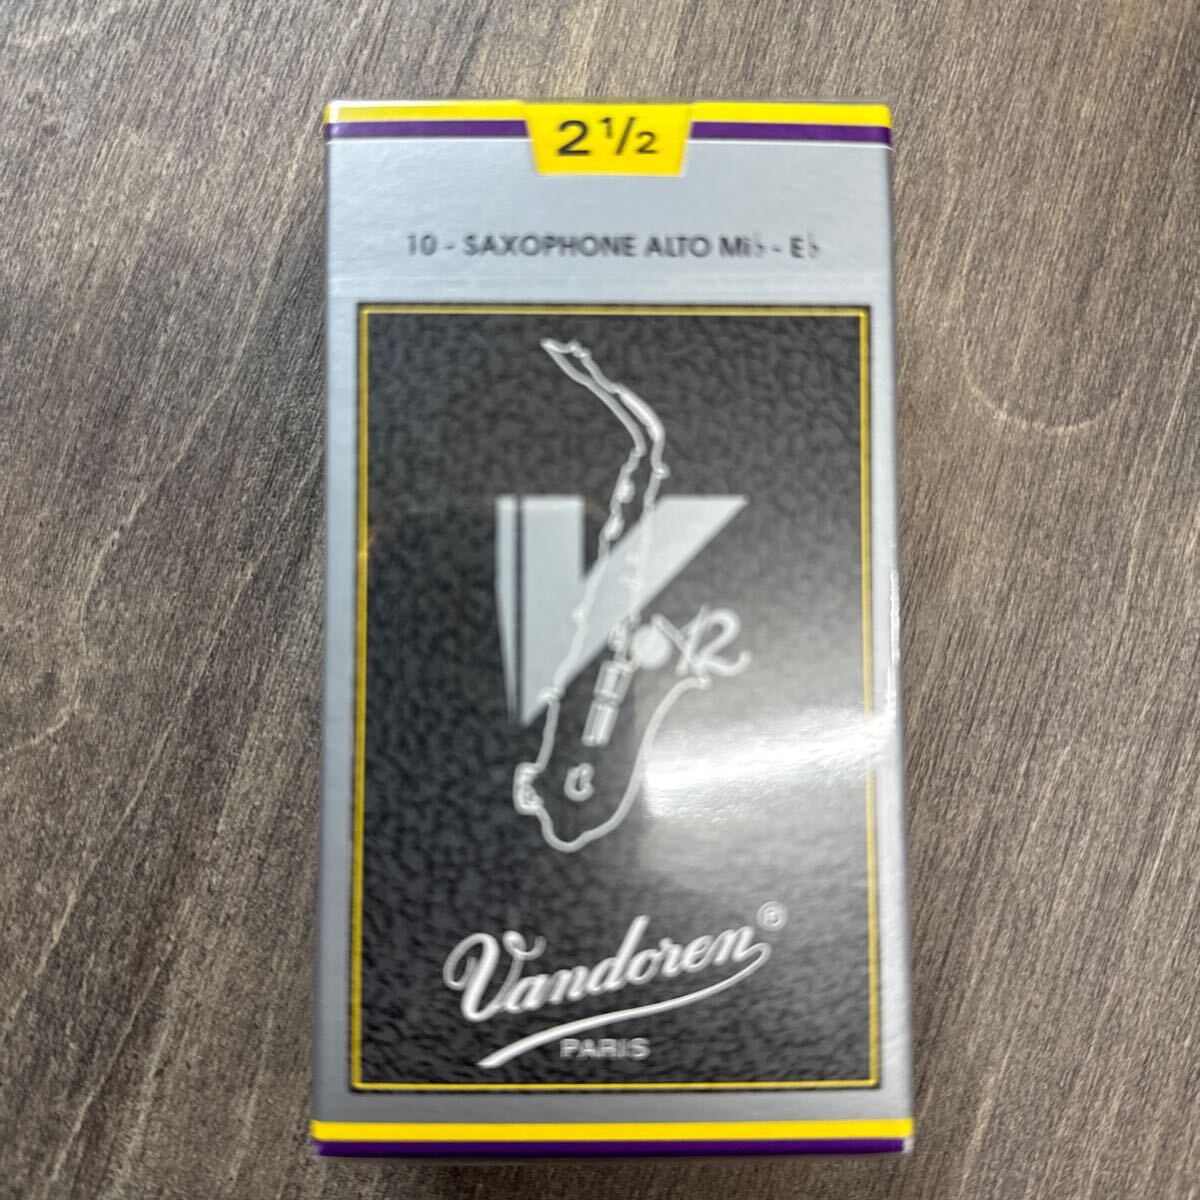 2 1/2
10 - SAXOPHONE ALTO Mi♭ - E♭
V
Vandoren®
PARIS